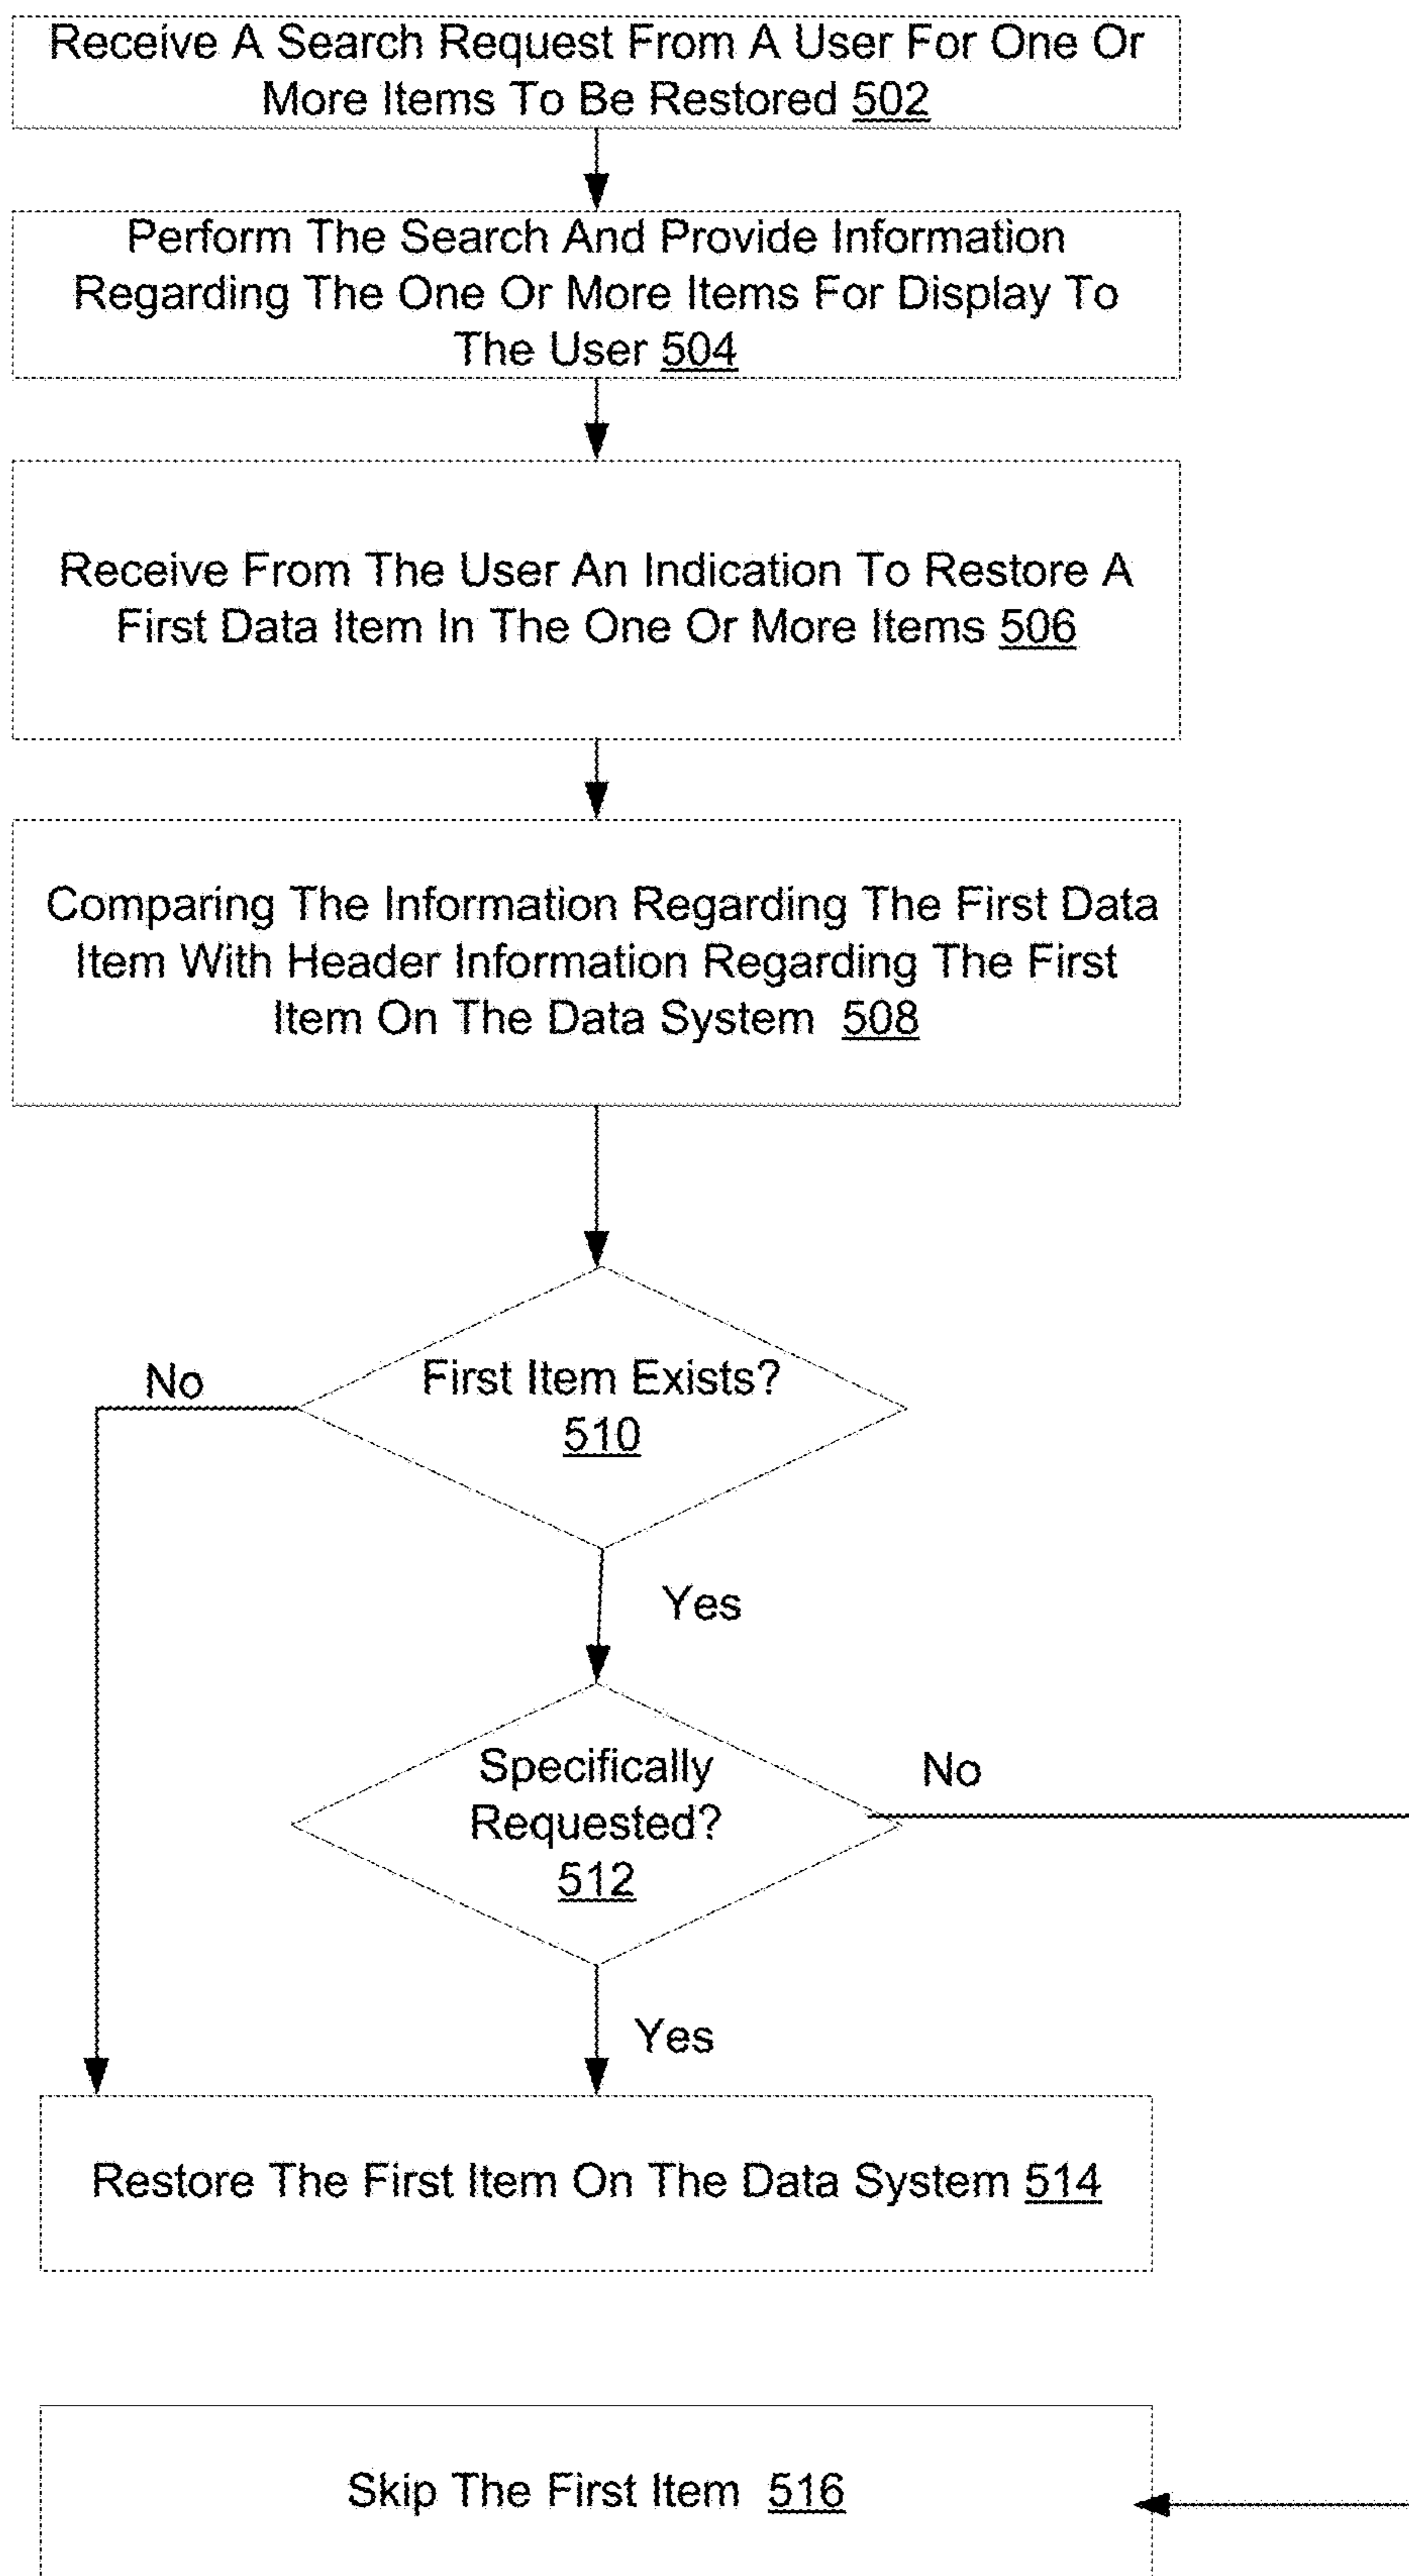 Receive A Search Request From A User For One Or
More Items To Be Restored 502
Perform The Search And Provide Information
Regarding The One Or More Items For Display To
The User 504
Receive From The User An Indication To Restore A
First Data Item In The One Or More Items 506
Comparing The Information Regarding The First Data
Item With Header Information Regarding The First
Item On The Data System 508
No
First Item Exists?
510
Yes
Specifically
Requested?
512
No
Yes
Restore The First Item On The Data System 514
Skip The First Item 516